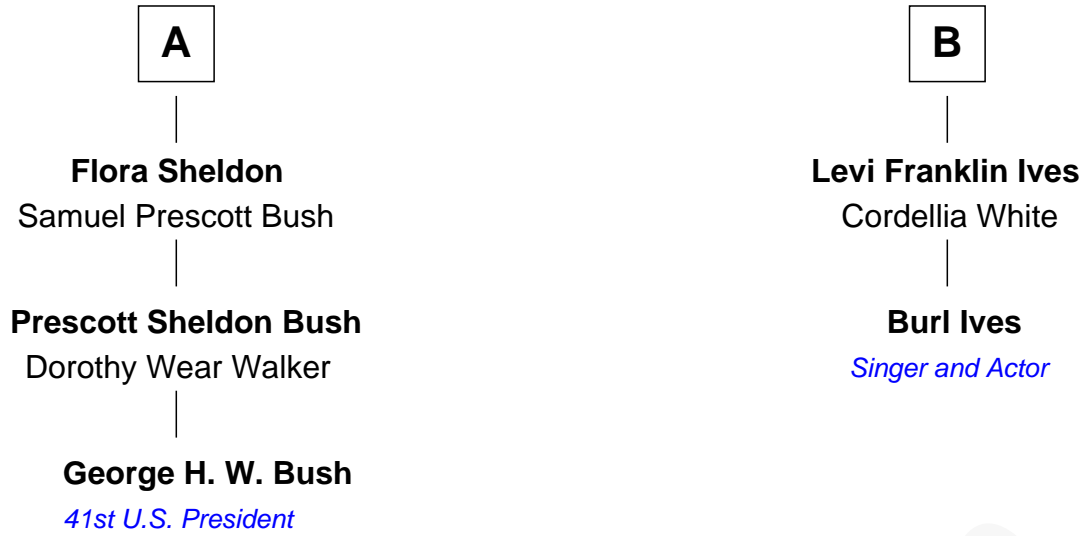 A
Flora Sheldon
Samuel Prescott Bush
Prescott Sheldon Bush
Dorothy Wear Walker
George H. W. Bush
41st U.S. President
B
Levi Franklin Ives
Cordellia White
Burl Ives
Singer and Actor